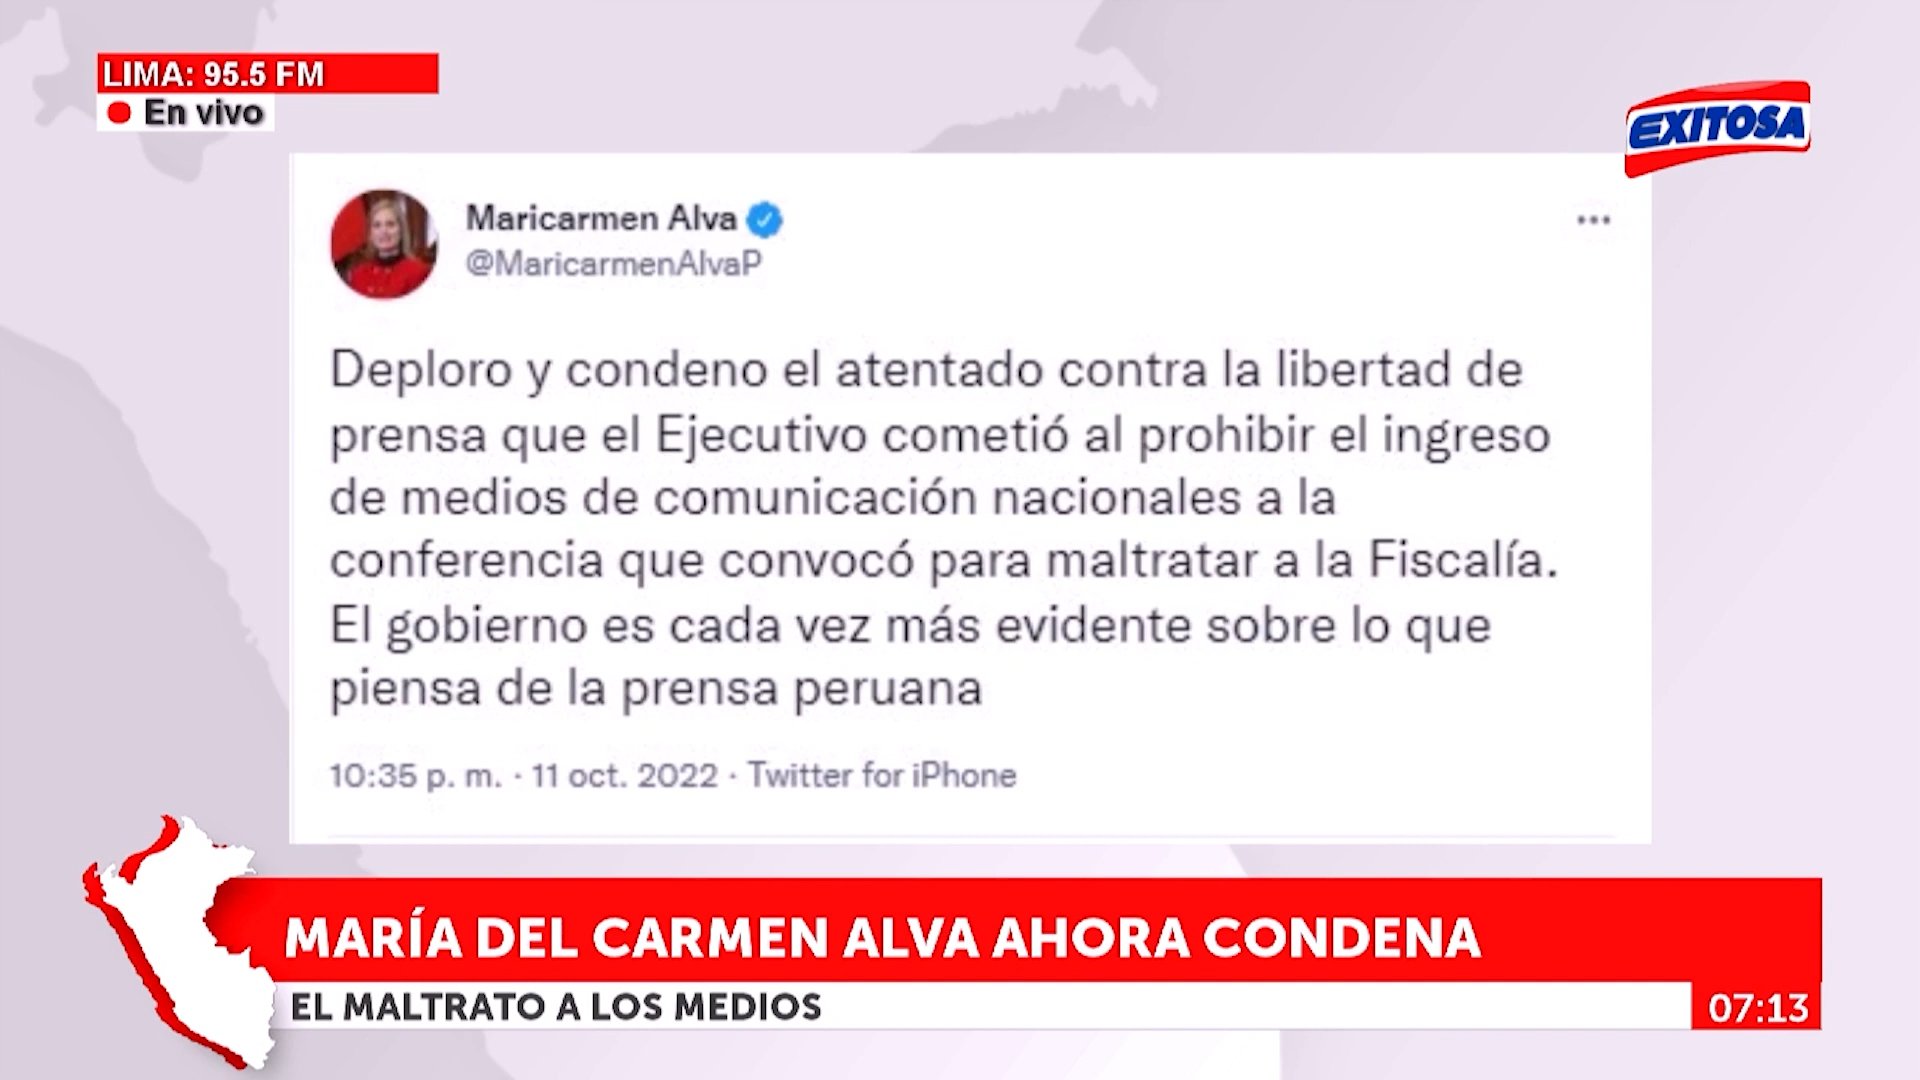 LIMA: 95.5 FM
En vivo
EXITOSA
Maricarmen Alva
@MaricarmenAlvaP
Deploro y condeno el atentado contra la libertad de
prensa que el Ejecutivo cometió al prohibir el ingreso
de medios de comunicación nacionales a la
conferencia que convocó para maltratar a la Fiscalía.
El gobierno es cada vez más evidente sobre lo que
piensa de la prensa peruana
10:35 p. m. · 11 oct. 2022 · Twitter for iPhone
MARÍA DEL CARMEN ALVA AHORA CONDENA
EL MALTRATO A LOS MEDIOS
07:13